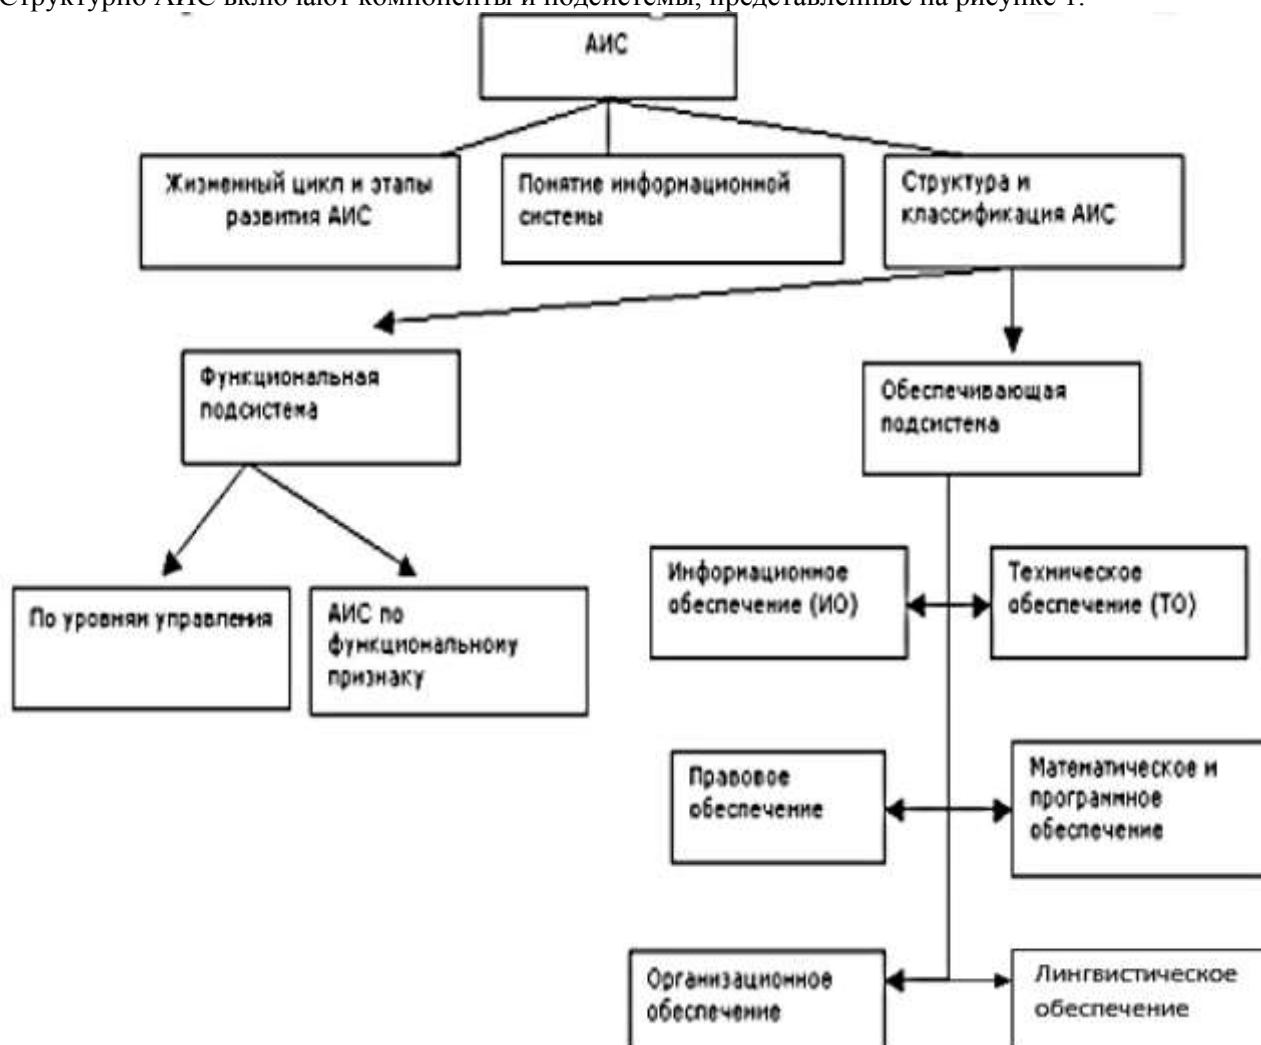 Структурно АИС включают компоненты и подсистемы, представленные на рисунке 1.
АИС
Жизненный цикл и этапы
развития АИС
Понятие информационной
системы
Структура и
классификация АИС
Функциональная
подсистема
Обеспечивающая
подсистема
По уровням управления
АИС по
функциональному
признаку
Информационное
обеспечение (ИО)
Техническое
обеспечение (ТО)
Правовое
обеспечение
Математическое и
программное
обеспечение
Организационное
обеспечение
Лингвистическое
обеспечение